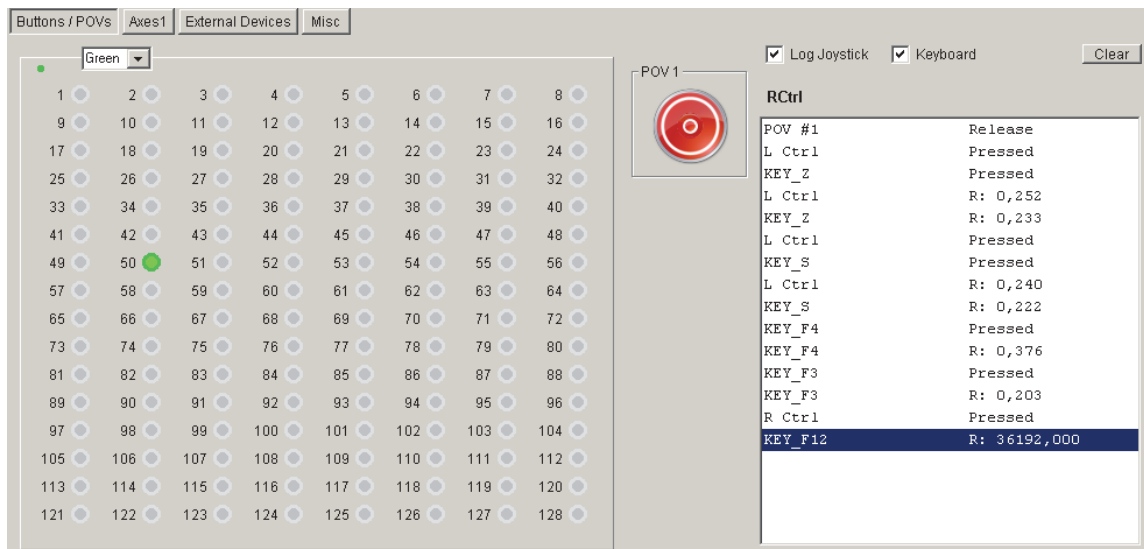 Buttons / POVs Axes1 External Devices Misc
Green
1 2 3 4 5 6 7 8
9 10 11 12 13 14 15 16
17 18 19 20 21 22 23 24
25 26 27 28 29 30 31 32
33 34 35 36 37 38 39 40
41 42 43 44 45 46 47 48
49 50 51 52 53 54 55 56
57 58 59 60 61 62 63 64
65 66 67 68 69 70 71 72
73 74 75 76 77 78 79 80
81 82 83 84 85 86 87 88
89 90 91 92 93 94 95 96
97 98 99 100 101 102 103 104
105 106 107 108 109 110 111 112
113 114 115 116 117 118 119 120
121 122 123 124 125 126 127 128
POV 1
Log Joystick Keyboard Clear
RCtrl
POV #1 Release
L Ctrl Pressed
KEY_Z Pressed
L Ctrl R: 0,252
KEY_Z R: 0,233
L Ctrl Pressed
KEY_S Pressed
L Ctrl R: 0,240
KEY_S R: 0,222
KEY_F4 Pressed
KEY_F4 R: 0,376
KEY_F3 Pressed
KEY_F3 R: 0,203
R Ctrl Pressed
KEY_F12 R: 36192,000